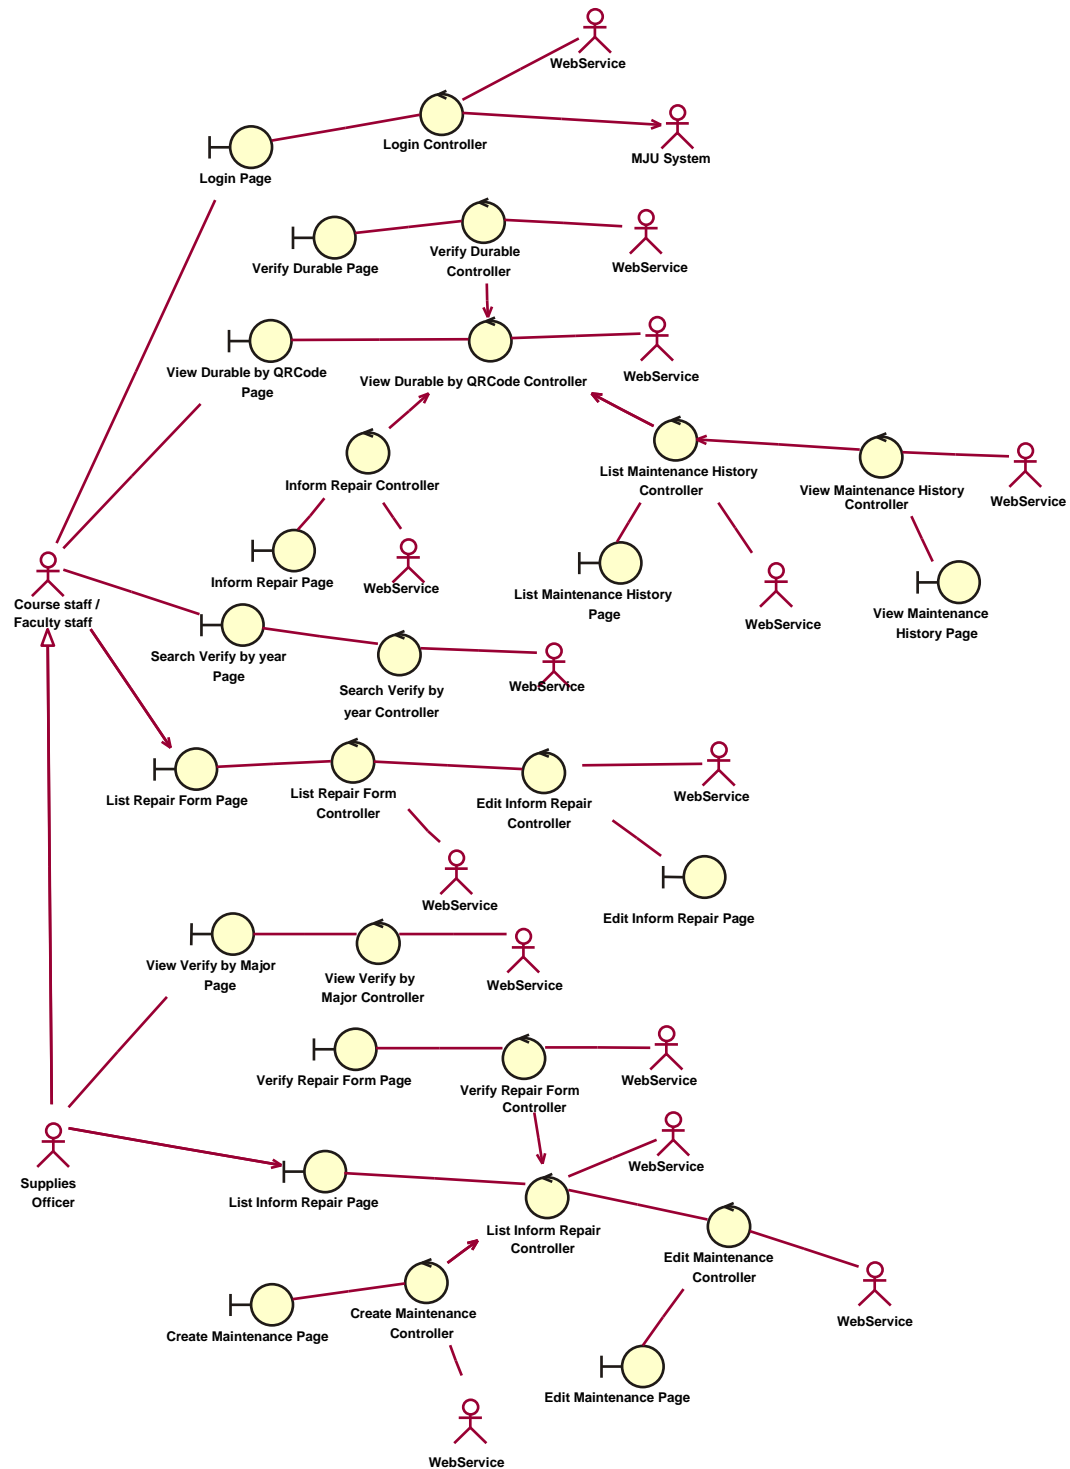 WebService
Login Controller
MJU System
Login Page
Verify Durable
Controller
Verify Durable Page
WebService
View Durable by QRCode
Page
View Durable by QRCode Controller
WebService
Inform Repair Controller
List Maintenance History
Controller
View Maintenance History
Controller
WebService
Inform Repair Page
WebService
List Maintenance History
Page
WebService
View Maintenance
History Page
Course staff /
Faculty staff
Search Verify by year
Page
Search Verify by
year Controller
WebService
List Repair Form Page
List Repair Form
Controller
Edit Inform Repair
Controller
WebService
WebService
Edit Inform Repair Page
View Verify by Major
Page
View Verify by
Major Controller
WebService
Verify Repair Form Page
Verify Repair Form
Controller
WebService
WebService
Supplies
Officer
List Inform Repair Page
List Inform Repair
Controller
Edit Maintenance
Controller
WebService
Create Maintenance Page
Create Maintenance
Controller
Edit Maintenance Page
WebService